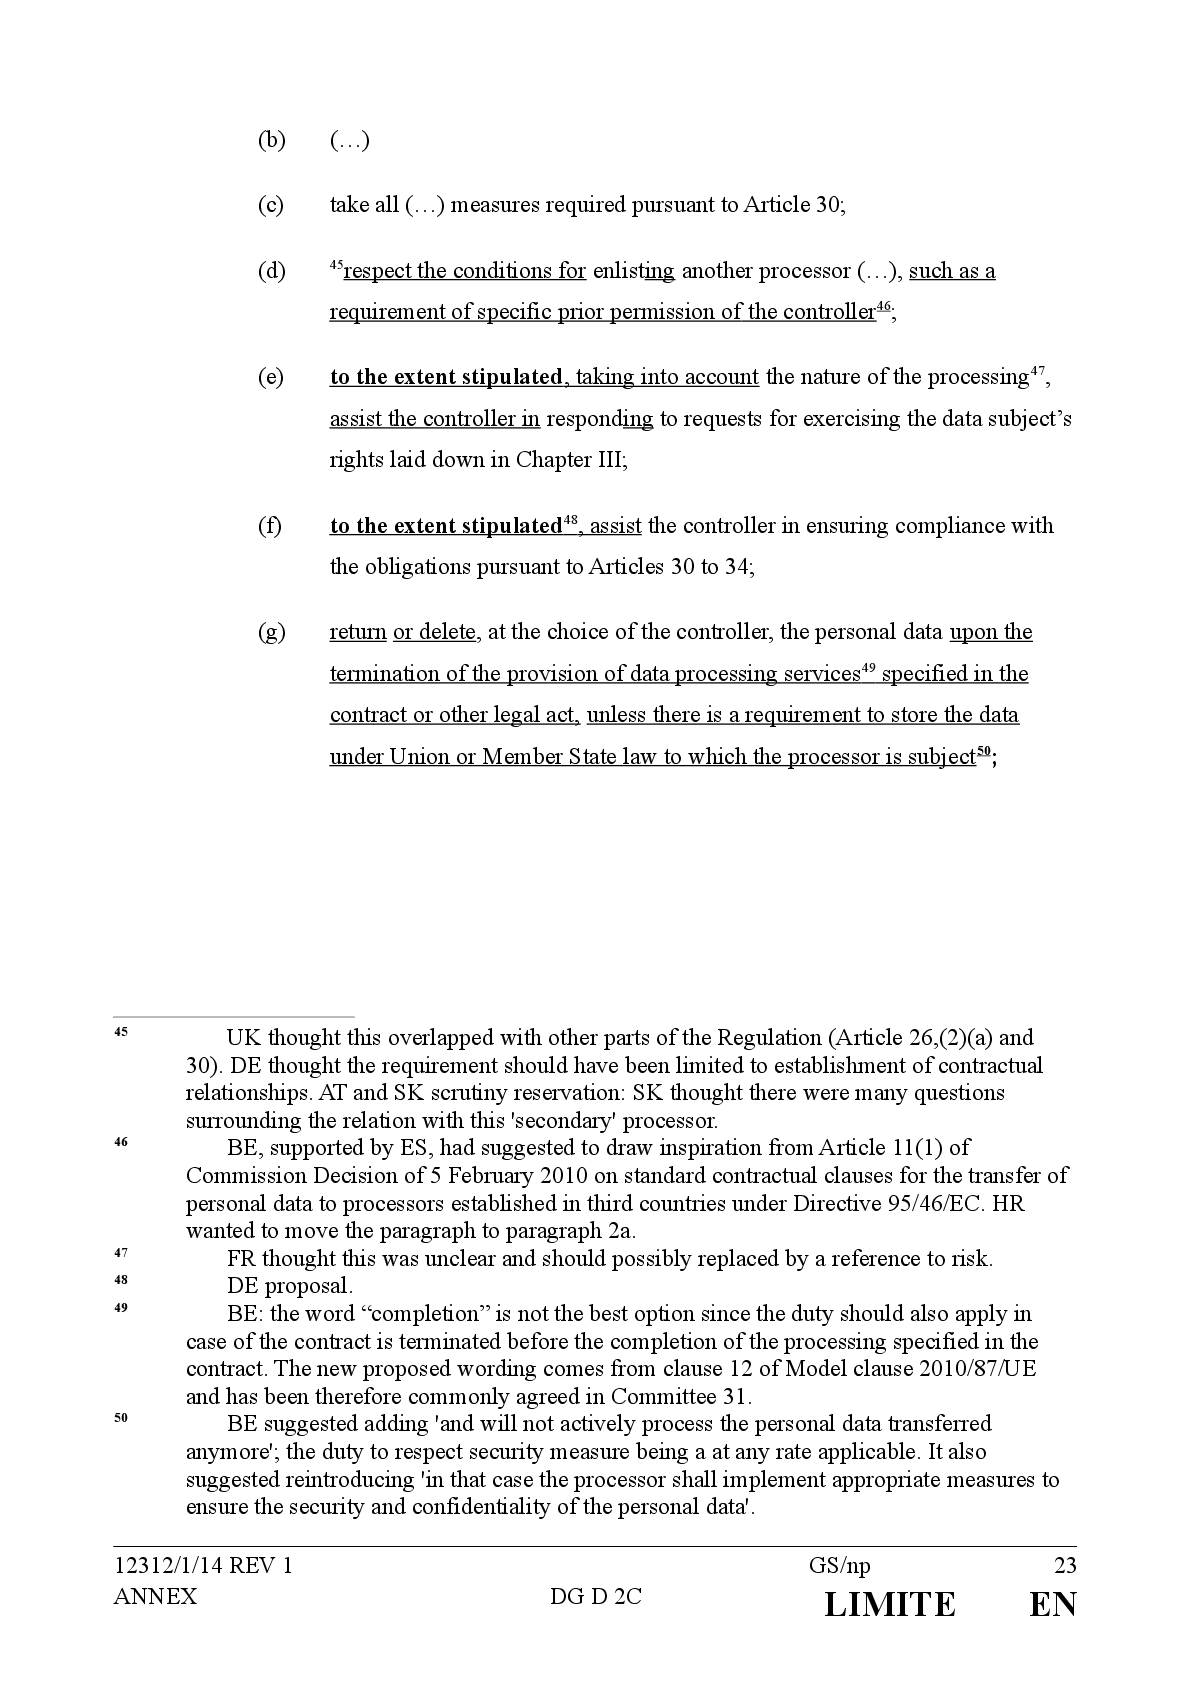 (b) (…)
(c) take all (…) measures required pursuant to Article 30;
(d) 45respect the conditions for enlisting another processor (…), such as a
requirement of specific prior permission of the controller46;
(e) to the extent stipulated, taking into account the nature of the processing47,
assist the controller in responding to requests for exercising the data subject’s
rights laid down in Chapter III;
(f) to the extent stipulated48, assist the controller in ensuring compliance with
the obligations pursuant to Articles 30 to 34;
(g) return or delete, at the choice of the controller, the personal data upon the
termination of the provision of data processing services49 specified in the
contract or other legal act, unless there is a requirement to store the data
under Union or Member State law to which the processor is subject50;
45 UK thought this overlapped with other parts of the Regulation (Article 26,(2)(a) and
30). DE thought the requirement should have been limited to establishment of contractual
relationships. AT and SK scrutiny reservation: SK thought there were many questions
surrounding the relation with this 'secondary' processor.
46 BE, supported by ES, had suggested to draw inspiration from Article 11(1) of
Commission Decision of 5 February 2010 on standard contractual clauses for the transfer of
personal data to processors established in third countries under Directive 95/46/EC. HR
wanted to move the paragraph to paragraph 2a.
47 FR thought this was unclear and should possibly replaced by a reference to risk.
48 DE proposal.
49 BE: the word “completion” is not the best option since the duty should also apply in
case of the contract is terminated before the completion of the processing specified in the
contract. The new proposed wording comes from clause 12 of Model clause 2010/87/UE
and has been therefore commonly agreed in Committee 31.
50 BE suggested adding 'and will not actively process the personal data transferred
anymore'; the duty to respect security measure being a at any rate applicable. It also
suggested reintroducing 'in that case the processor shall implement appropriate measures to
ensure the security and confidentiality of the personal data'.
12312/1/14 REV 1 GS/np 23
ANNEX DG D 2C LIMITE EN